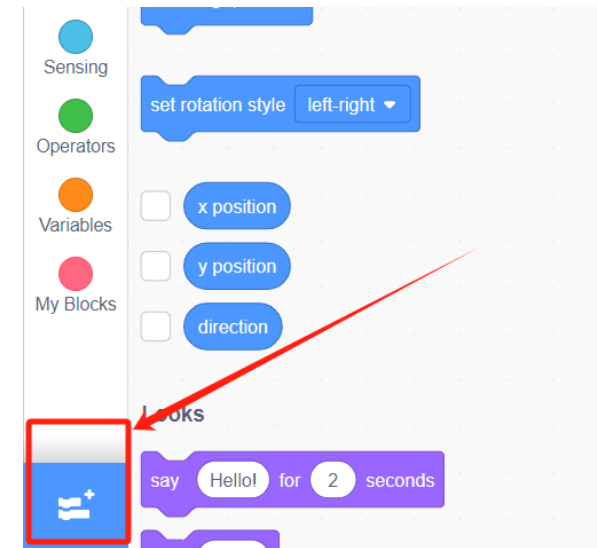 Sensing
set rotation style left-right
Operators
x position
Variables
y position
My Blocks
direction
Looks
say Hello! for 2 seconds